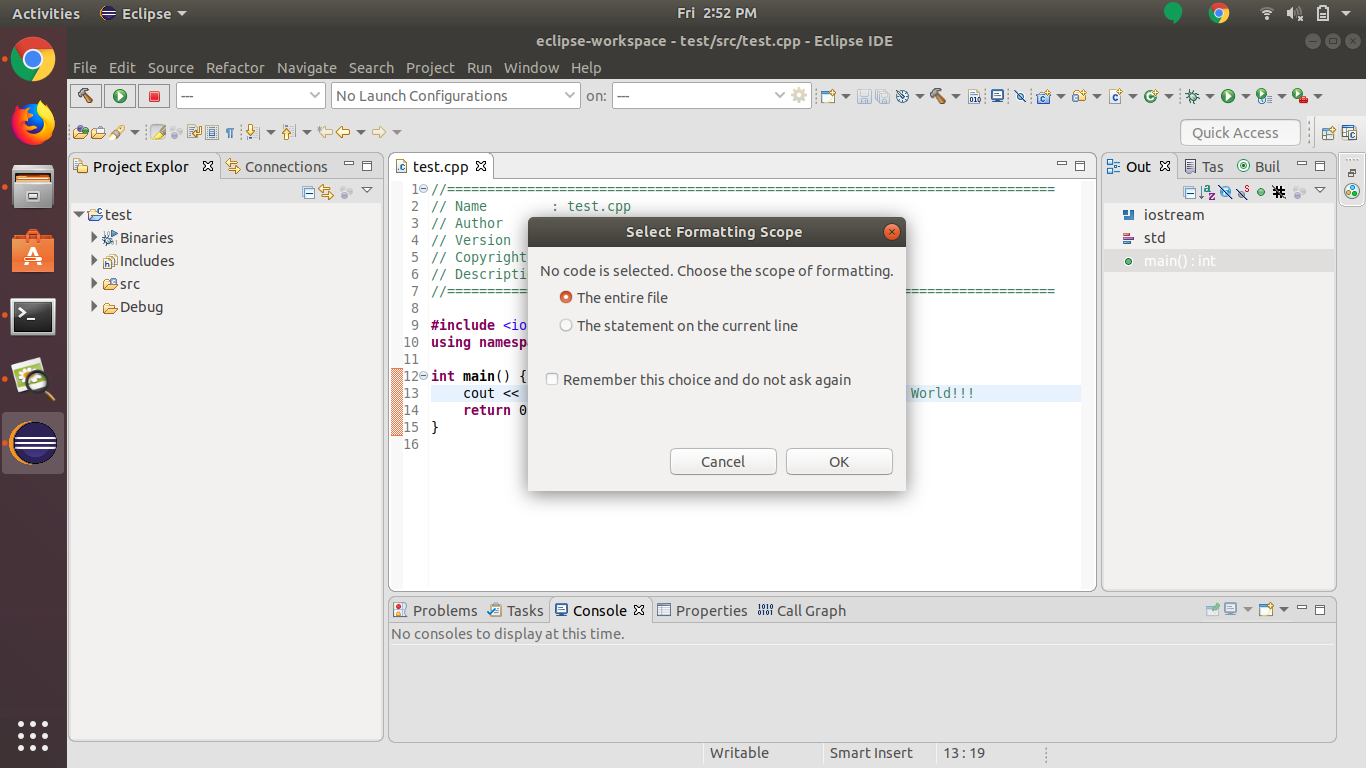 Activities Eclipse Fri 2:52 PM
eclipse-workspace - test/src/test.cpp - Eclipse IDE
File Edit Source Refactor Navigate Search Project Run Window Help
--- No Launch Configurations on: ---
Quick Access
Project Explor Connections
test
Binaries
Includes
src
Debug
test.cpp
1 //============================================================================
2 // Name : test.cpp
3 // Author
4 // Version
5 // Copyright
6 // Descripti
7 //============================================================================
8
9 #include <io
10 using namespa
11
12 int main() {
13 cout << World!!!
14 return 0
15 }
16
Select Formatting Scope
No code is selected. Choose the scope of formatting.
The entire file
The statement on the current line
Remember this choice and do not ask again
Cancel OK
Out Tas Buil
iostream
std
main() : int
Problems Tasks Console Properties Call Graph
No consoles to display at this time.
Writable Smart Insert 13 : 19